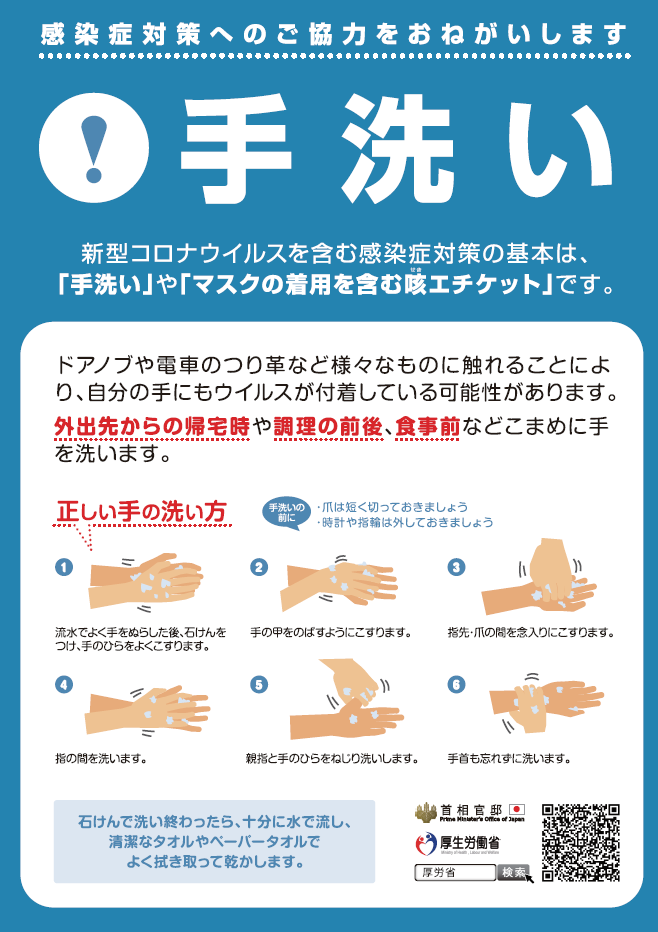 感染症対策へのご協力をおねがいします
手洗い
新型コロナウイルスを含む感染症対策の基本は、
「手洗い」や「マスクの着用を含む咳エチケット」です。
ドアノブや電車のつり革など様々なものに触れることによ
り、自分の手にもウイルスが付着している可能性があります。
外出先からの帰宅時や調理の前後、食事前などこまめに手
を洗います。
正しい手の洗い方
手洗いの
前に
・爪は短く切っておきましょう
・時計や指輪は外しておきましょう
1
流水でよく手をぬらした後、石けんを
つけ、手のひらをよくこすります。
2
手の甲をのばすようにこすります。
3
指先・爪の間を念入りにこすります。
4
指の間を洗います。
5
親指と手のひらをねじり洗いします。
6
手首も忘れずに洗います。
石けんで洗い終わったら、十分に水で流し、
清潔なタオルやペーパータオルで
よく拭き取って乾かします。
首相官邸
Prime Minister's Office of Japan
厚生労働省
Ministry of Health, Labour and Welfare
厚労省 検索